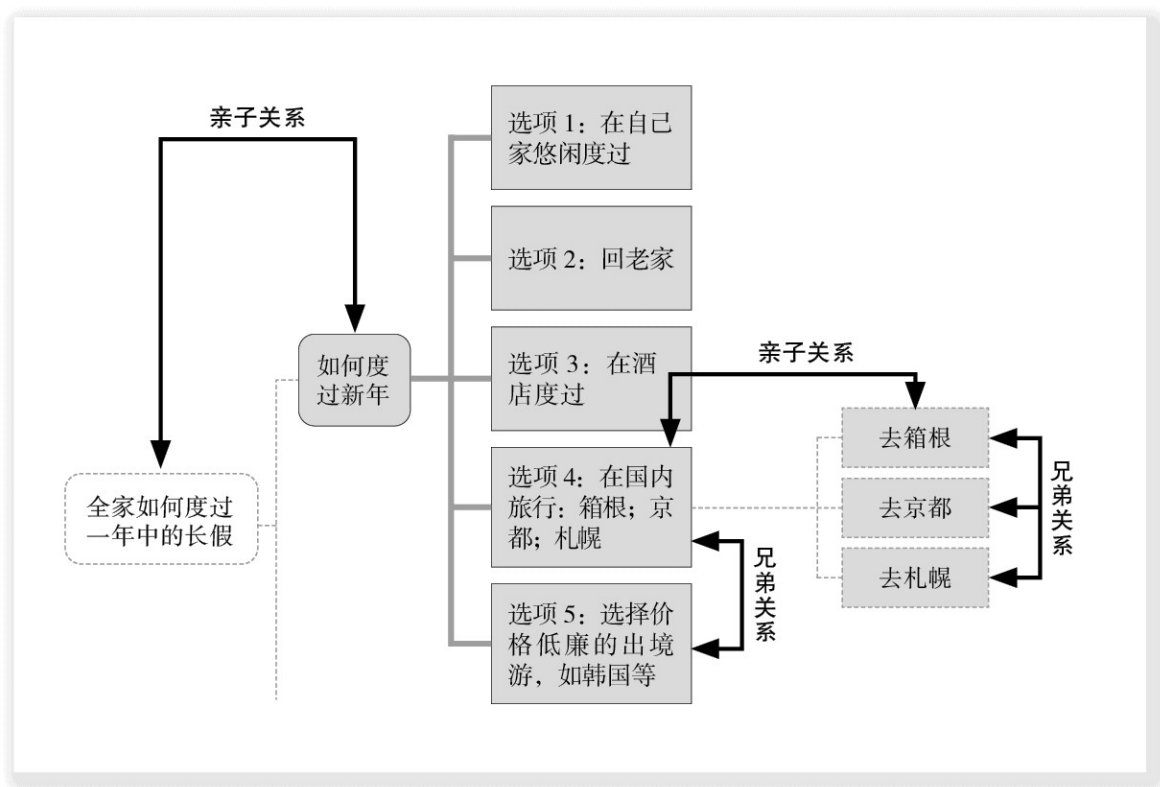 亲子关系
选项 1：在自己
家悠闲度过
选项 2：回老家
如何度
过新年
选项 3：在酒
店度过
亲子关系
去箱根
全家如何度过
一年中的长假
选项 4：在国内
旅行：箱根；京
都；札幌
去京都
兄弟关系
去札幌
兄弟关系
选项 5：选择价
格低廉的出境
游，如韩国等